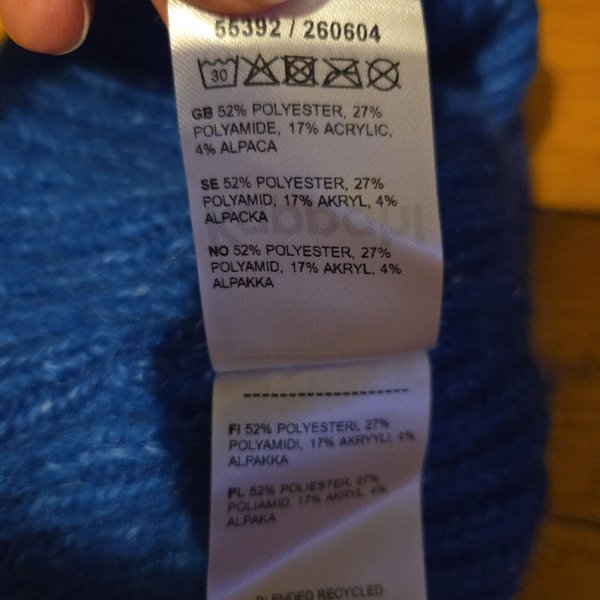 55392 / 260604
30
GB 52% POLYESTER, 27%
POLYAMIDE, 17% ACRYLIC,
4% ALPACA
SE 52% POLYESTER, 27%
POLYAMID, 17% AKRYL, 4%
ALPACKA
NO 52% POLYESTER, 27%
POLYAMID, 17% AKRYL, 4%
ALPAKKA
FI 52% POLYESTERI, 27%
POLYAMIDI, 17% AKRYYLI, 4%
ALPAKKA
PL 52% POLIESTER, 27%
POLIAMID, 17% AKRYL, 4%
ALPAKA
BLENDED RECYCLED